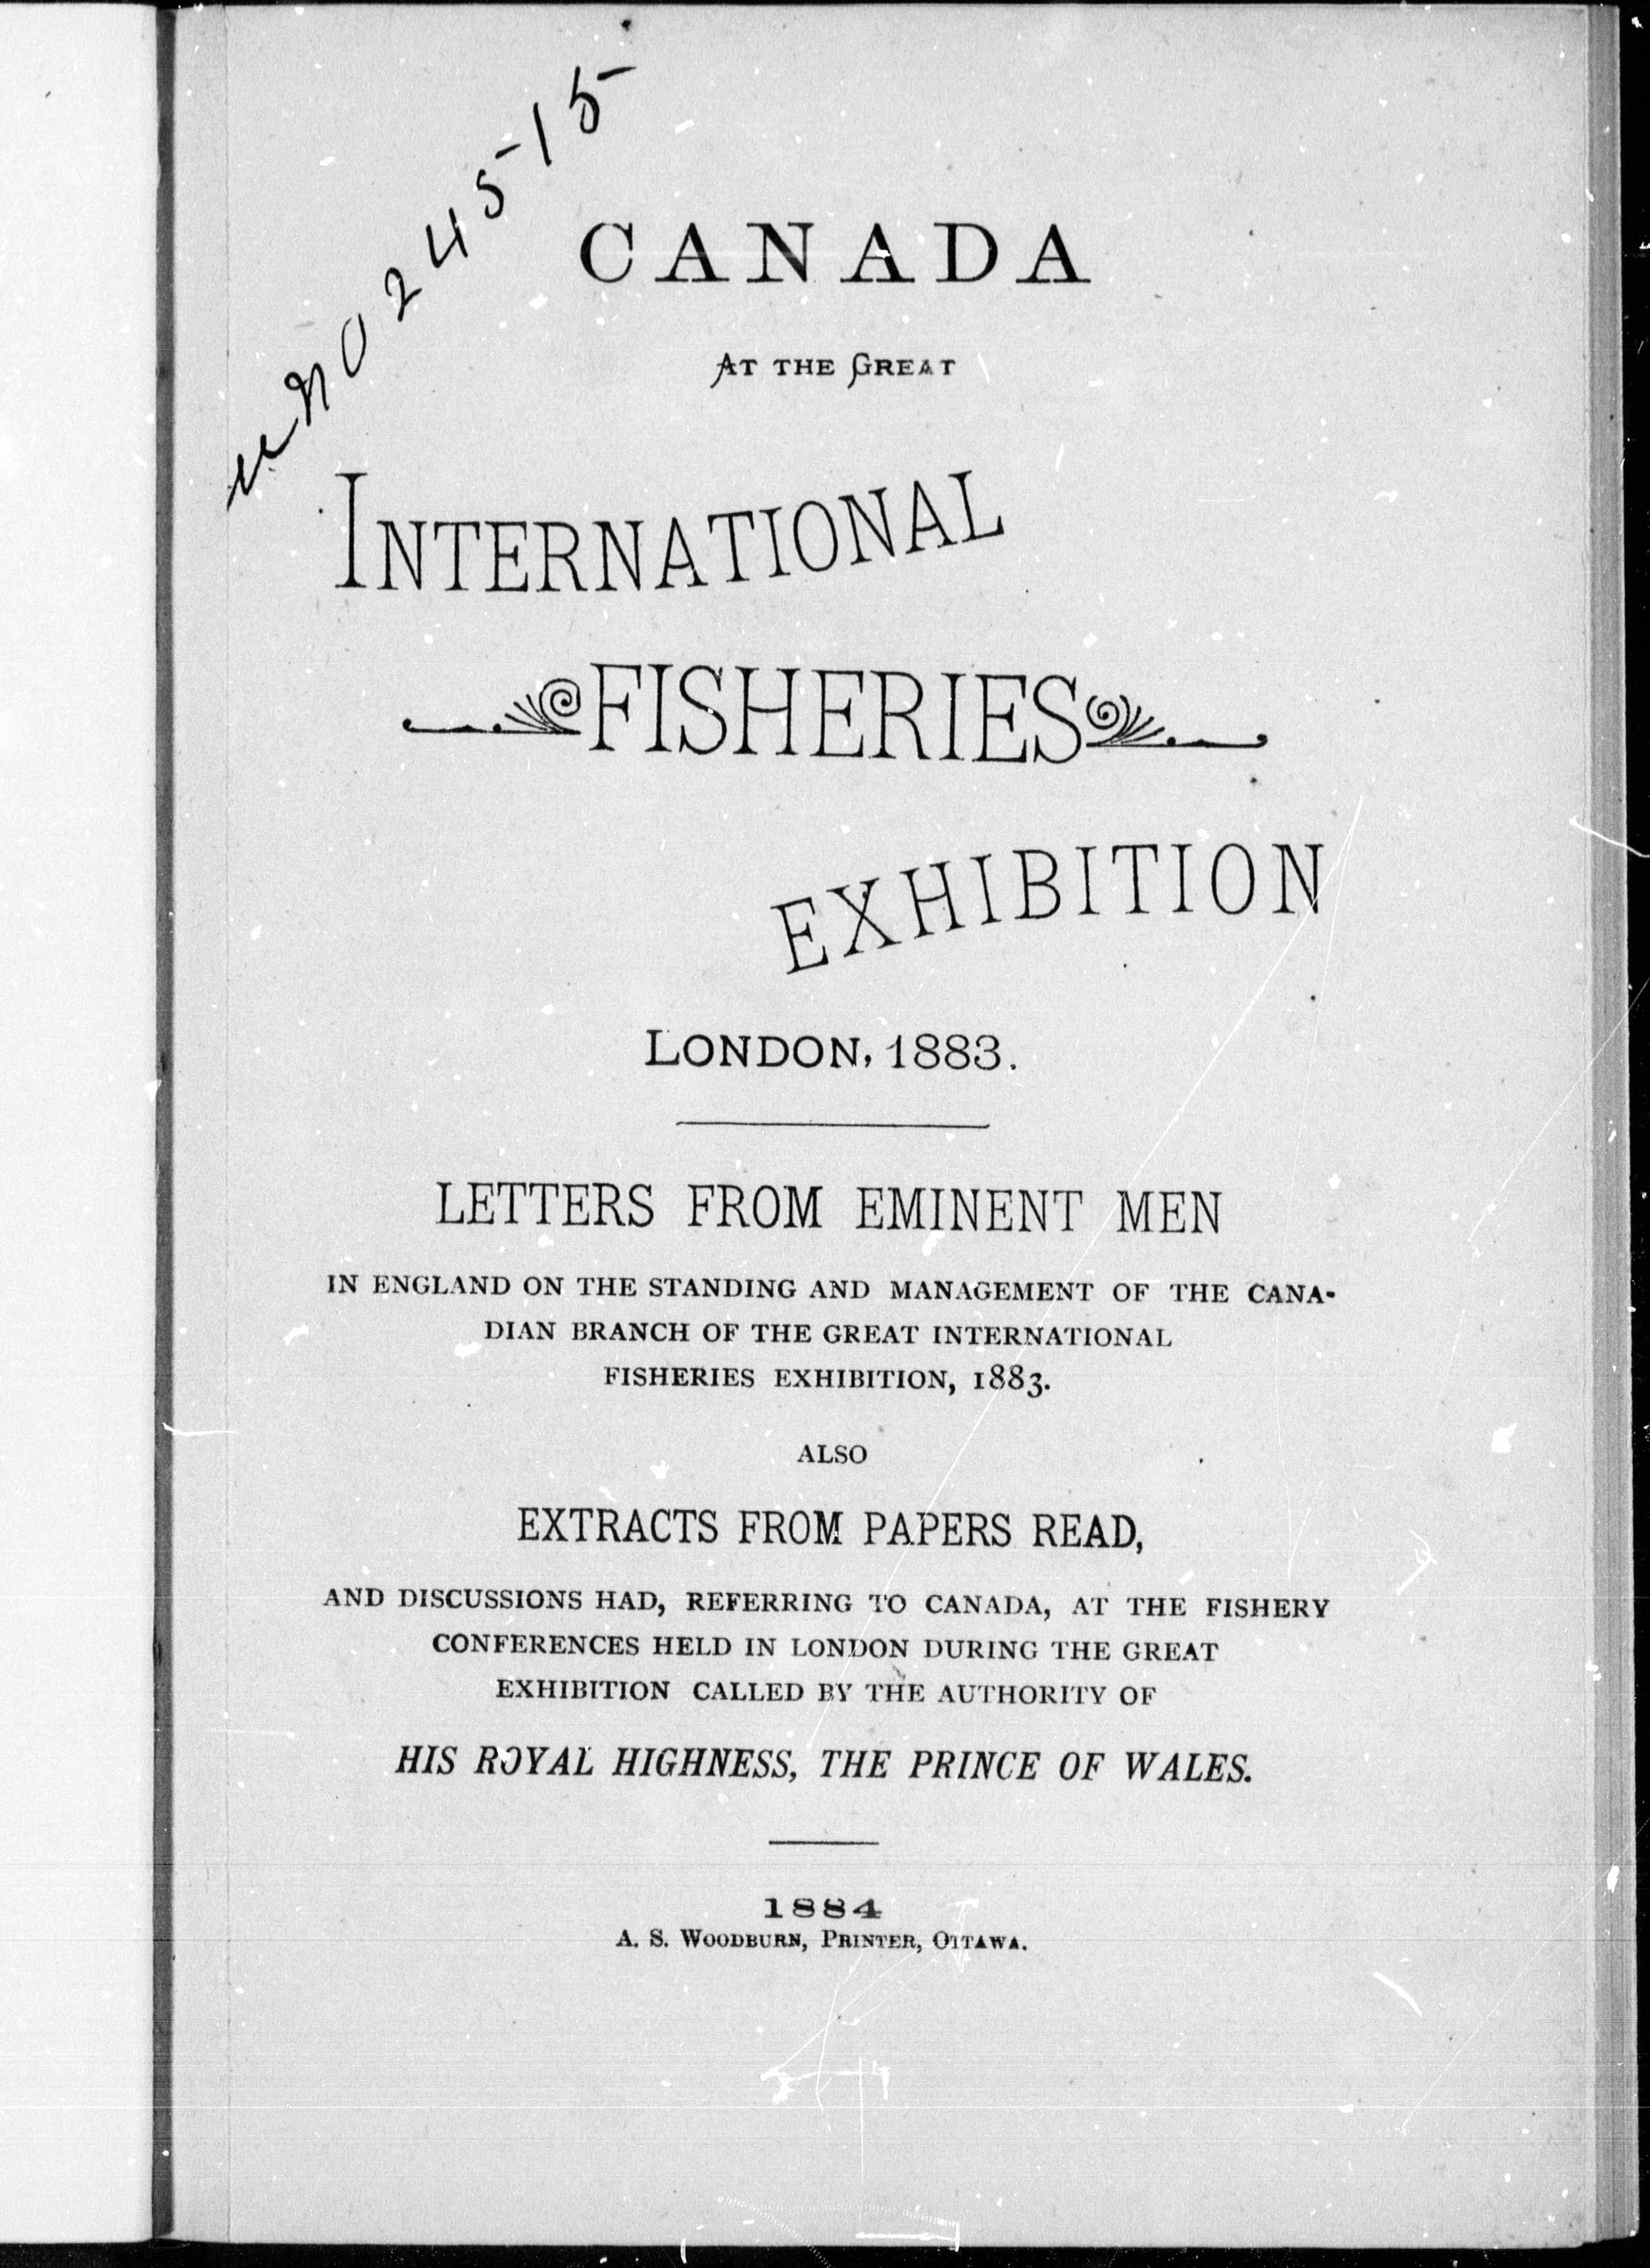 CANADA
AT THE GREAT
INTERNATIONAL
FISHERIES
EXHIBITION
LONDON, 1883.
LETTERS FROM EMINENT MEN
IN ENGLAND ON THE STANDING AND MANAGEMENT OF THE CANA-
DIAN BRANCH OF THE GREAT INTERNATIONAL
FISHERIES EXHIBITION, 1883.
ALSO
EXTRACTS FROM PAPERS READ,
AND DISCUSSIONS HAD, REFERRING TO CANADA, AT THE FISHERY
CONFERENCES HELD IN LONDON DURING THE GREAT
EXHIBITION CALLED BY THE AUTHORITY OF
HIS ROYAL HIGHNESS, THE PRINCE OF WALES.
1884
A. S. WOODBURN, PRINTER, OTTAWA.